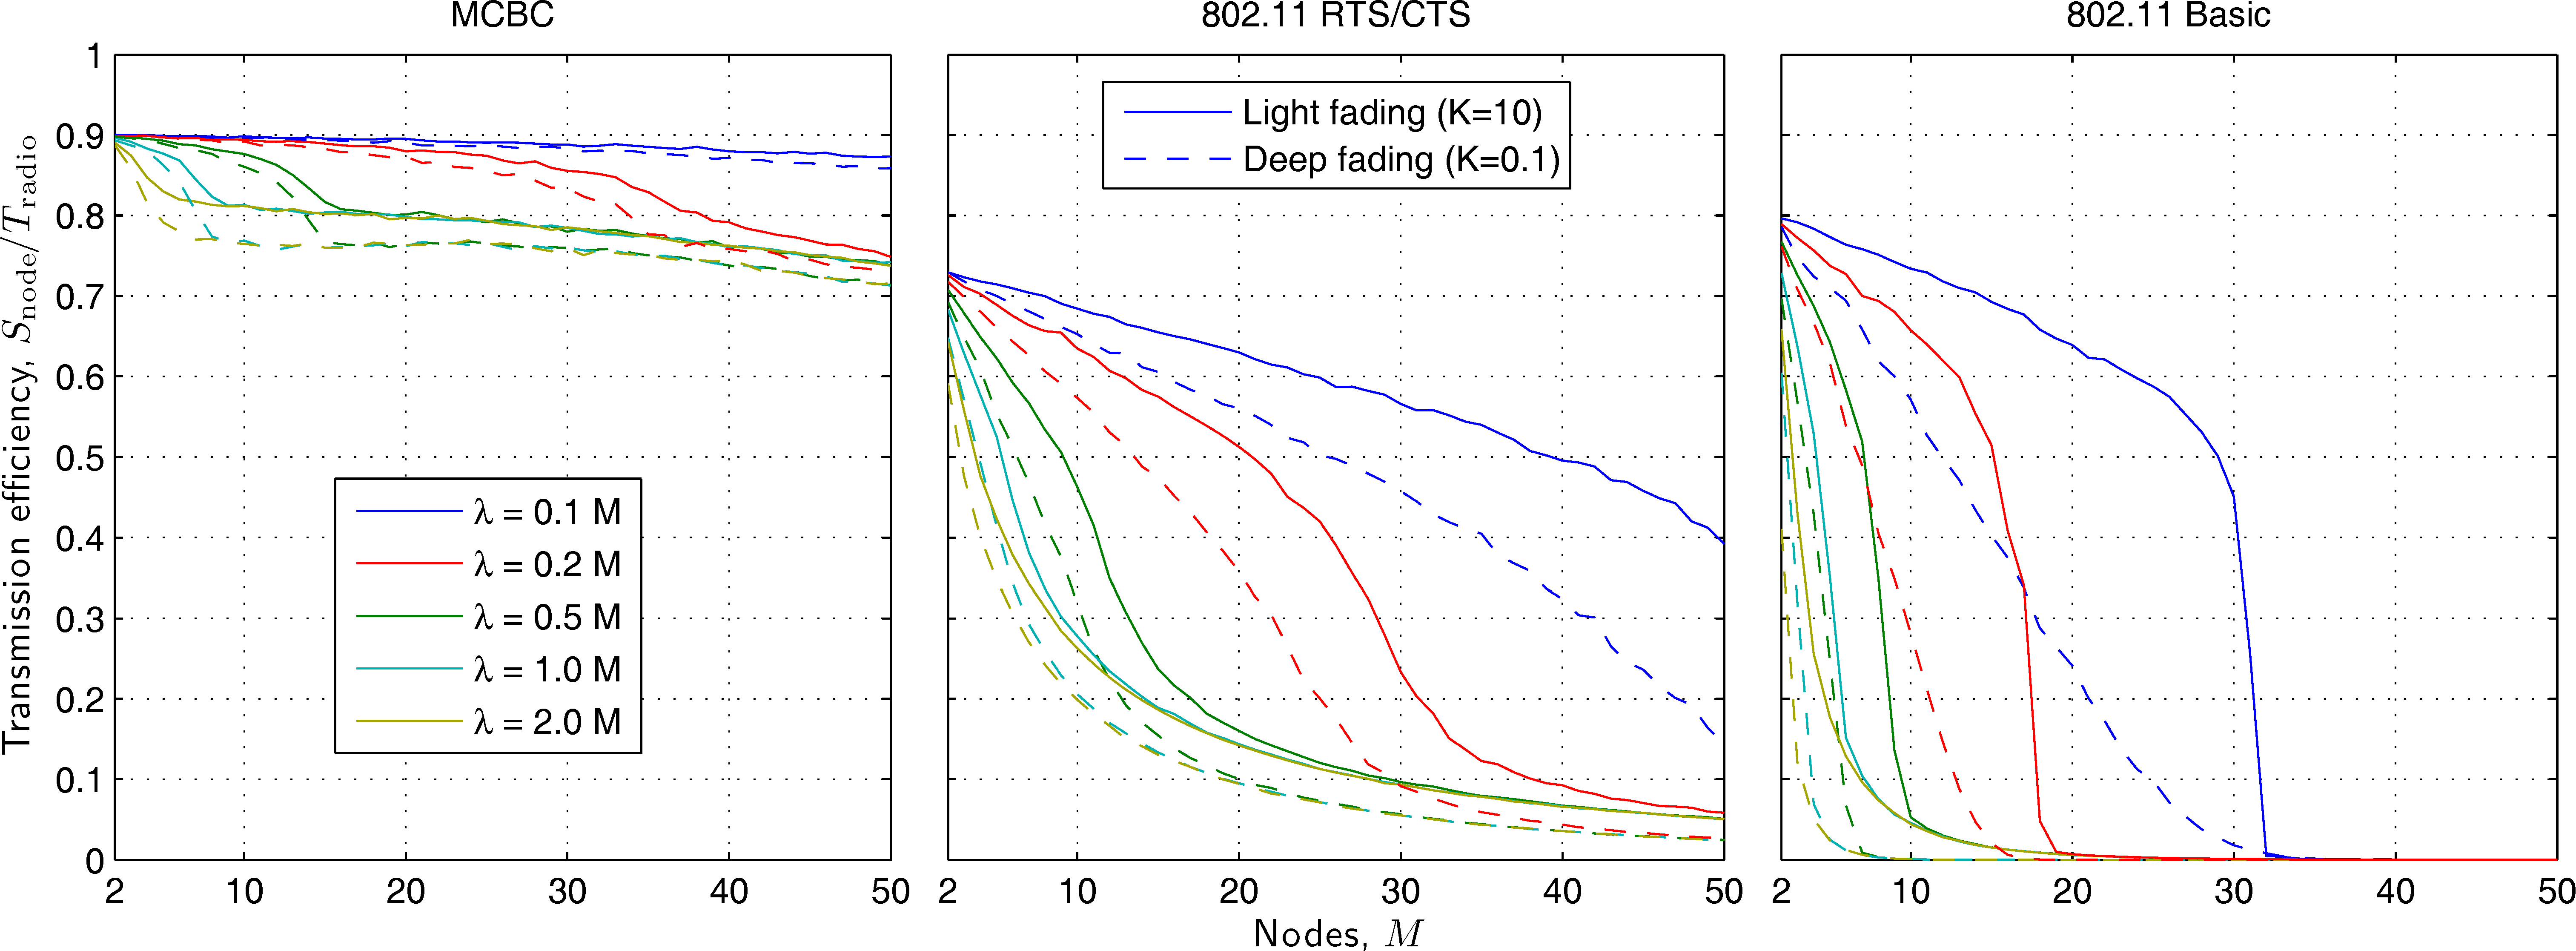 MCBC
802.11 RTS/CTS
802.11 Basic
Transmission efficiency, S_node/T_radio
1
0.9
0.8
0.7
0.6
0.5
0.4
0.3
0.2
0.1
0
Light fading (K=10)
Deep fading (K=0.1)
λ = 0.1 M
λ = 0.2 M
λ = 0.5 M
λ = 1.0 M
λ = 2.0 M
2 10 20 30 40 50
2 10 20 30 40 50
2 10 20 30 40 50
Nodes, M